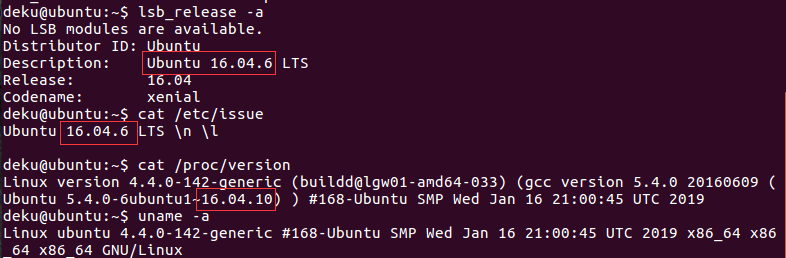 deku@ubuntu:~$ lsb_release -a
No LSB modules are available.
Distributor ID: Ubuntu
Description:    Ubuntu 16.04.6 LTS
Release:        16.04
Codename:       xenial
deku@ubuntu:~$ cat /etc/issue
Ubuntu 16.04.6 LTS \n \l

deku@ubuntu:~$ cat /proc/version
Linux version 4.4.0-142-generic (buildd@lgw01-amd64-033) (gcc version 5.4.0 20160609 (
Ubuntu 5.4.0-6ubuntu1~16.04.10) ) #168-Ubuntu SMP Wed Jan 16 21:00:45 UTC 2019
deku@ubuntu:~$ uname -a
Linux ubuntu 4.4.0-142-generic #168-Ubuntu SMP Wed Jan 16 21:00:45 UTC 2019 x86_64 x86
_64 x86_64 GNU/Linux